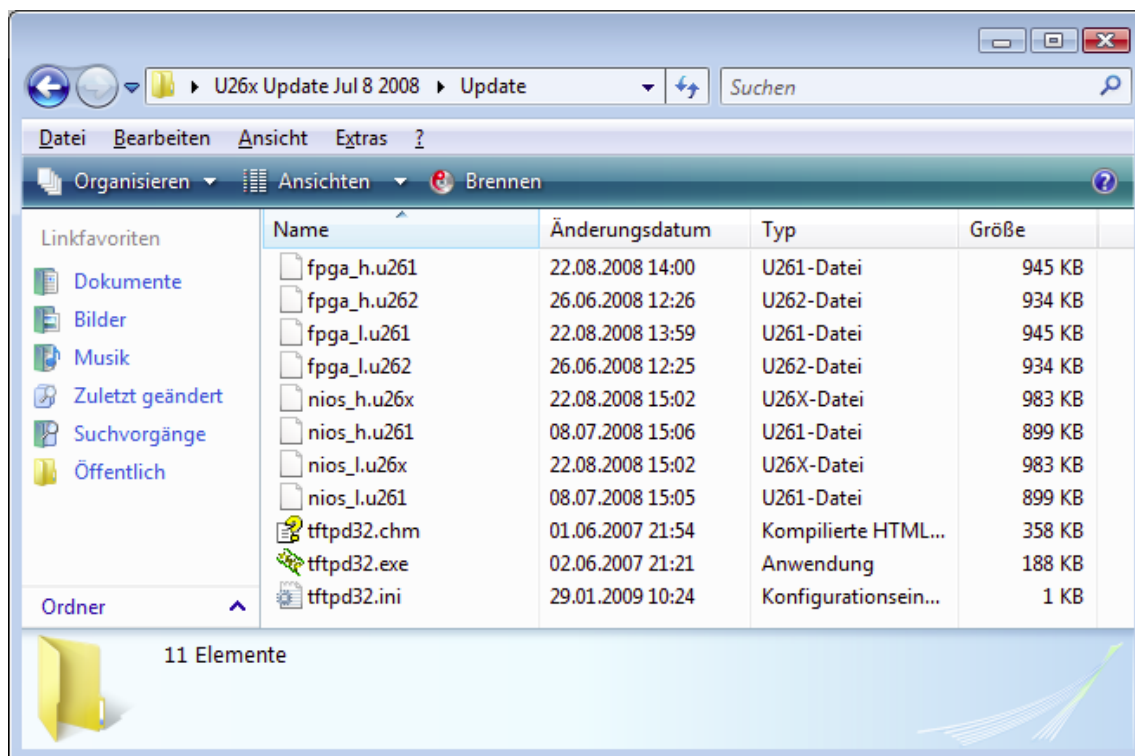 U26x Update Jul 8 2008 Update
Suchen
Datei Bearbeiten Ansicht Extras ?
Organisieren Ansichten Brennen ?
Linkfavoriten
Dokumente
Bilder
Musik
Zuletzt geändert
Suchvorgänge
Öffentlich
Ordner
Name Änderungsdatum Typ Größe
fpga_h.u261 22.08.2008 14:00 U261-Datei 945 KB
fpga_h.u262 26.06.2008 12:26 U262-Datei 934 KB
fpga_l.u261 22.08.2008 13:59 U261-Datei 945 KB
fpga_l.u262 26.06.2008 12:25 U262-Datei 934 KB
nios_h.u26x 22.08.2008 15:02 U26X-Datei 983 KB
nios_h.u261 08.07.2008 15:06 U261-Datei 899 KB
nios_l.u26x 22.08.2008 15:02 U26X-Datei 983 KB
nios_l.u261 08.07.2008 15:05 U261-Datei 899 KB
tftpd32.chm 01.06.2007 21:54 Kompilierte HTML... 358 KB
tftpd32.exe 02.06.2007 21:21 Anwendung 188 KB
tftpd32.ini 29.01.2009 10:24 Konfigurationsein... 1 KB
11 Elemente